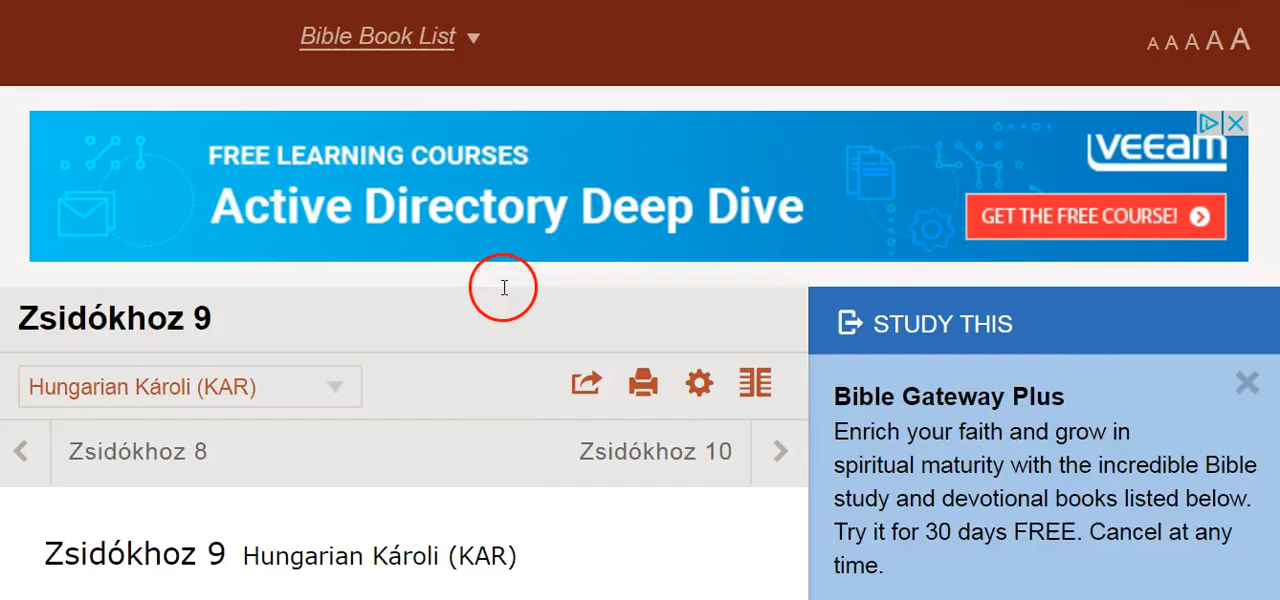 Bible Book List
A A A A A
FREE LEARNING COURSES
Active Directory Deep Dive
veeam
GET THE FREE COURSE!
Zsidókhoz 9
Hungarian Károli (KAR)
Zsidókhoz 8
Zsidókhoz 10
Zsidókhoz 9 Hungarian Károli (KAR)
STUDY THIS
Bible Gateway Plus
Enrich your faith and grow in
spiritual maturity with the incredible Bible
study and devotional books listed below.
Try it for 30 days FREE. Cancel at any
time.